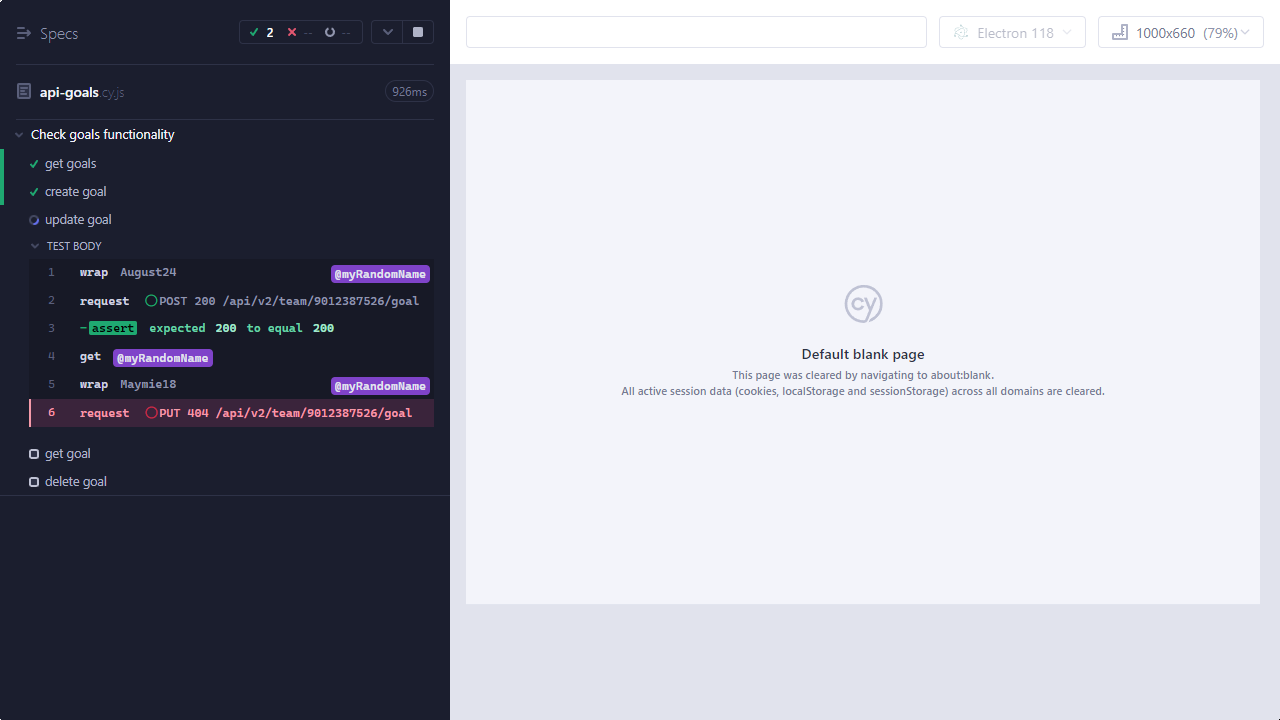 Specs
2 -- --
api-goals.cy.js 926ms
Check goals functionality
get goals
create goal
update goal
TEST BODY
1 wrap August24 @myRandomName
2 request POST 200 /api/v2/team/9012387526/goal
3 -assert expected 200 to equal 200
4 get @myRandomName
5 wrap Maymie18 @myRandomName
6 request PUT 404 /api/v2/team/9012387526/goal
get goal
delete goal
Electron 118
1000x660 (79%)
cy
Default blank page
This page was cleared by navigating to about:blank.
All active session data (cookies, localStorage and sessionStorage) across all domains are cleared.